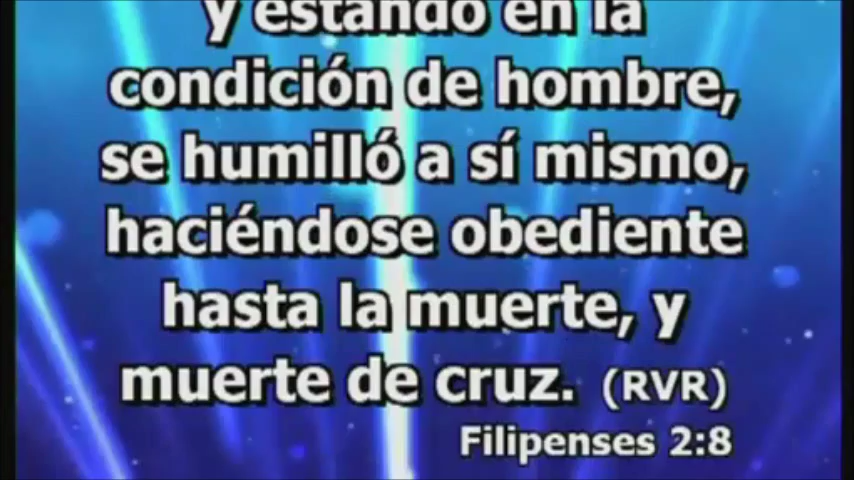 y estando en la
condición de hombre,
se humilló a sí mismo,
haciéndose obediente
hasta la muerte, y
muerte de cruz. (RVR)
Filipenses 2:8